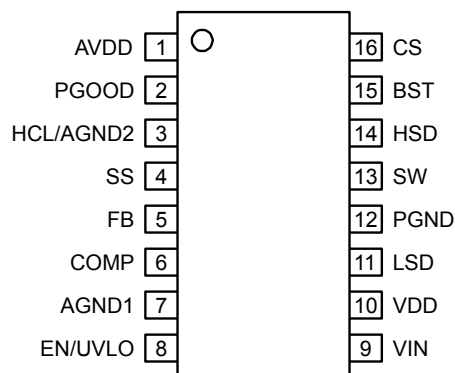 AVDD 1 16 CS
PGOOD 2 15 BST
HCL/AGND2 3 14 HSD
SS 4 13 SW
FB 5 12 PGND
COMP 6 11 LSD
AGND1 7 10 VDD
EN/UVLO 8 9 VIN